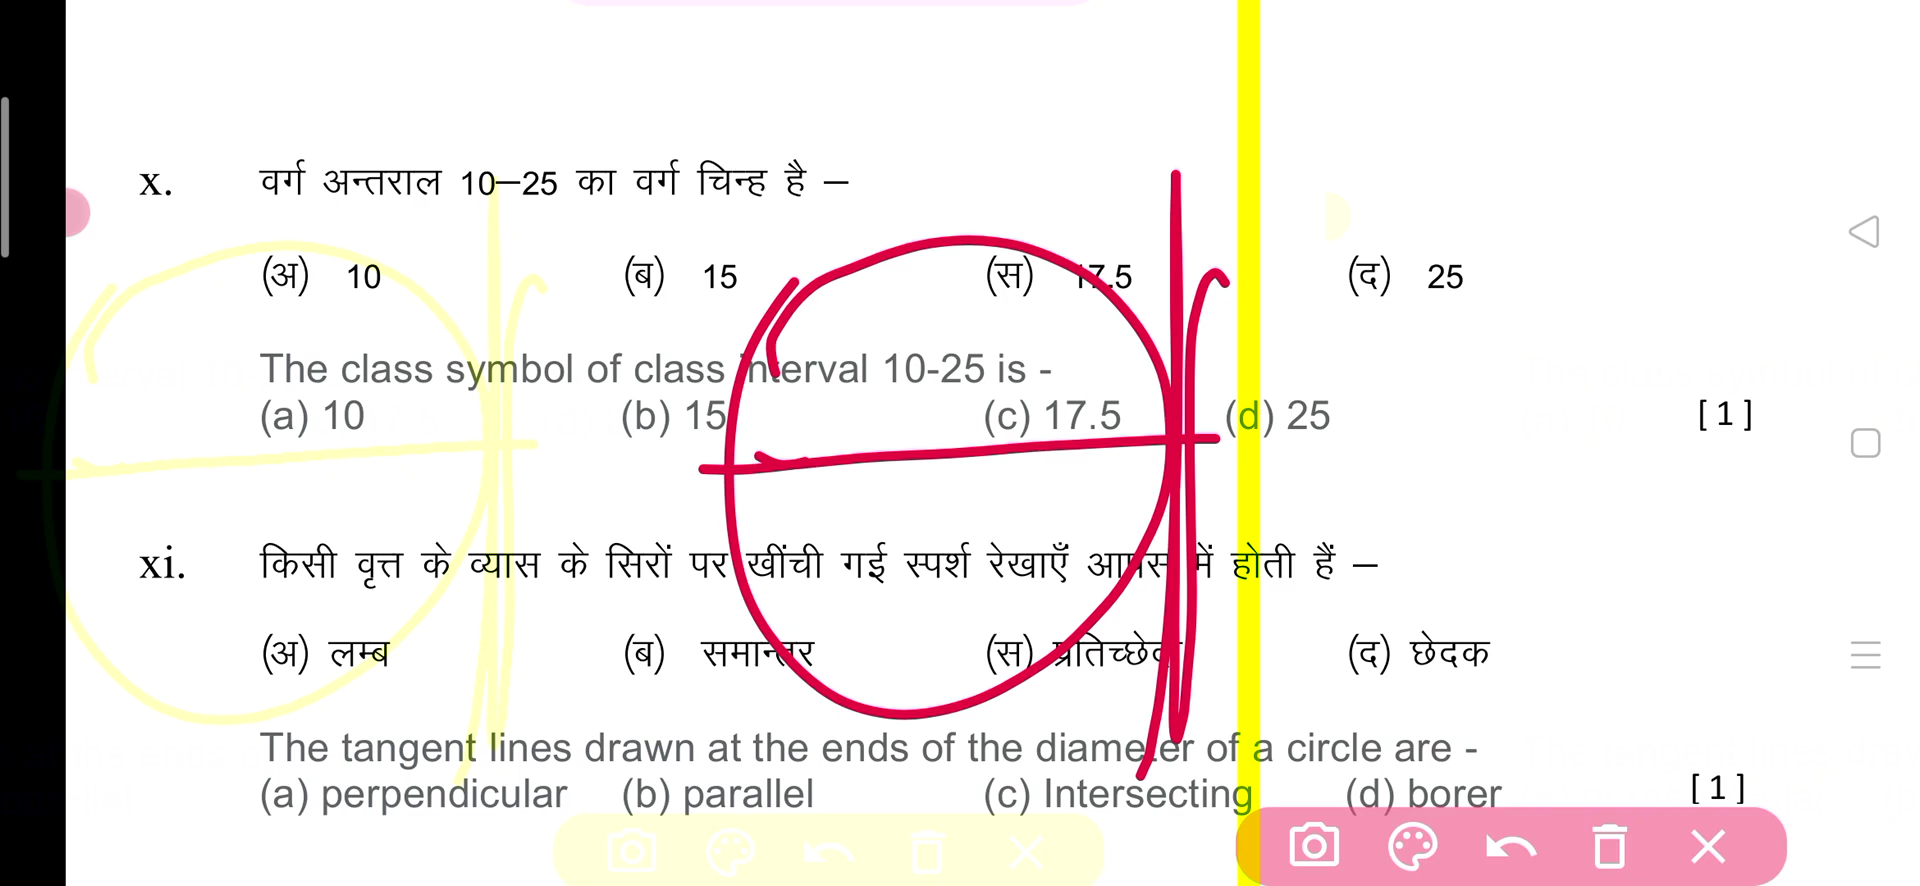 x. वर्ग अन्तराल 10–25 का वर्ग चिन्ह है –
(अ) 10 (ब) 15 (स) 17.5 (द) 25
The class symbol of class interval 10-25 is -
(a) 10 (b) 15 (c) 17.5 (d) 25 [1]
xi. किसी वृत्त के व्यास के सिरों पर खींची गई स्पर्श रेखाएँ आपस में होती हैं –
(अ) लम्ब (ब) समान्तर (स) प्रतिच्छेद (द) छेदक
The tangent lines drawn at the ends of the diameter of a circle are -
(a) perpendicular (b) parallel (c) Intersecting (d) borer [1]